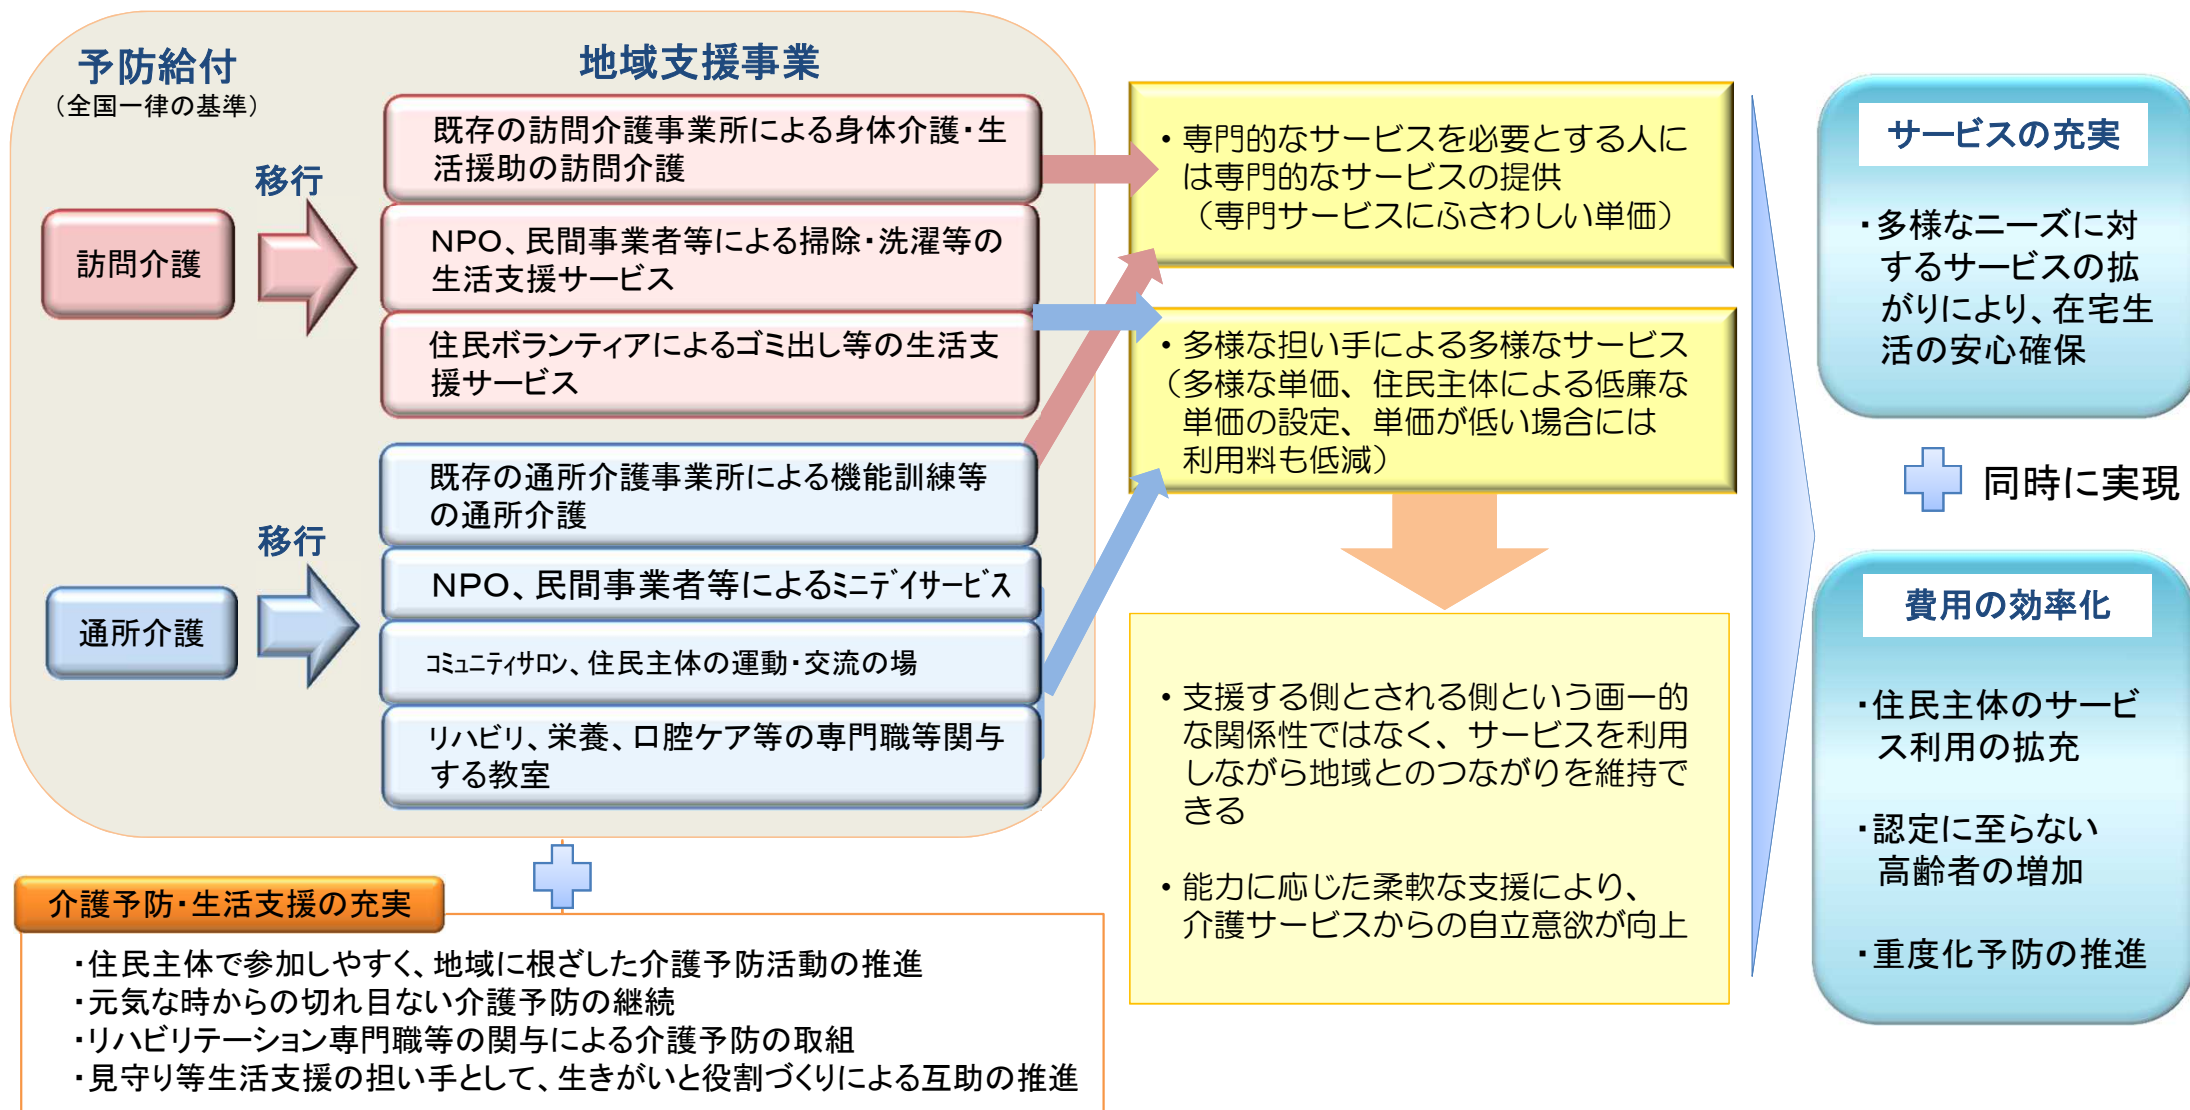 予防給付
（全国一律の基準）
地域支援事業
移行
訪問介護
既存の訪問介護事業所による身体介護・生
活援助の訪問介護
NPO、民間事業者等による掃除・洗濯等の
生活支援サービス
住民ボランティアによるゴミ出し等の生活支
援サービス
移行
通所介護
既存の通所介護事業所による機能訓練等
の通所介護
NPO、民間事業者等によるﾐﾆﾃﾞｲｻｰﾋﾞｽ
ｺﾐｭﾆﾃｨｻﾛﾝ、住民主体の運動・交流の場
リハビリ、栄養、口腔ケア等の専門職等関与
する教室
介護予防・生活支援の充実
・住民主体で参加しやすく、地域に根ざした介護予防活動の推進
・元気な時からの切れ目ない介護予防の継続
・リハビリテーション専門職等の関与による介護予防の取組
・見守り等生活支援の担い手として、生きがいと役割づくりによる互助の推進
・専門的なサービスを必要とする人に
は専門的なサービスの提供
（専門サービスにふさわしい単価）
・多様な担い手による多様なサービス
（多様な単価、住民主体による低廉な
単価の設定、単価が低い場合には
利用料も低減）
・支援する側とされる側という画一的
な関係性ではなく、サービスを利用
しながら地域とのつながりを維持で
きる
・能力に応じた柔軟な支援により、
介護サービスからの自立意欲が向上
サービスの充実
・多様なニーズに対
するサービスの拡
がりにより、在宅生
活の安心確保
同時に実現
費用の効率化
・住民主体のサービ
ス利用の拡充
・認定に至らない
高齢者の増加
・重度化予防の推進